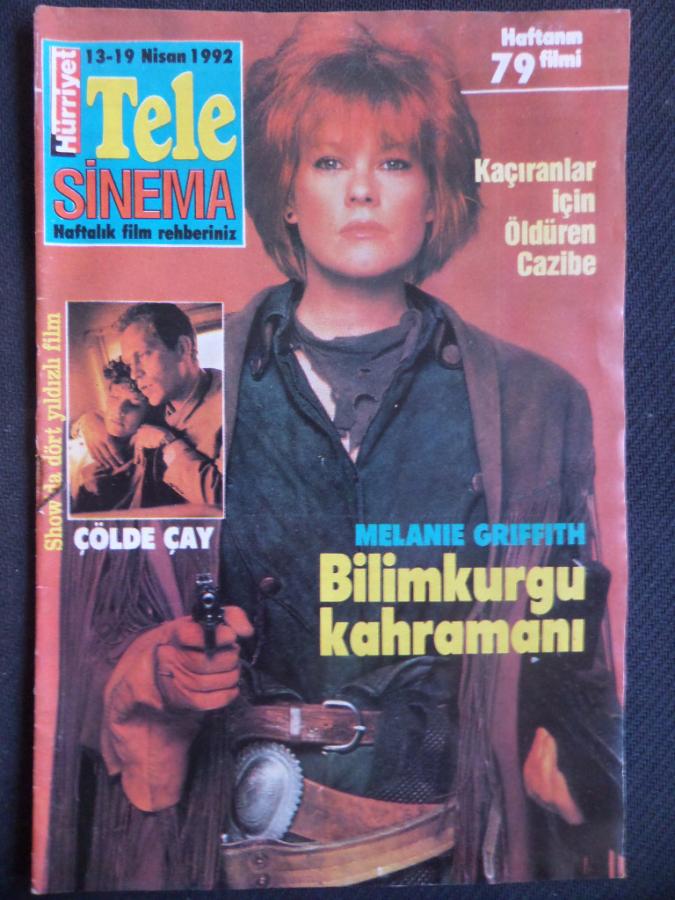 Hürriyet
13-19 Nisan 1992
Tele
SİNEMA
Haftalık film rehberiniz
Haftanın
79 filmi
Kaçıranlar
için
Öldüren
Cazibe
Show'da dört yıldızlı film
ÇÖLDE ÇAY
MELANIE GRIFFITH
Bilimkurgu
kahramanı